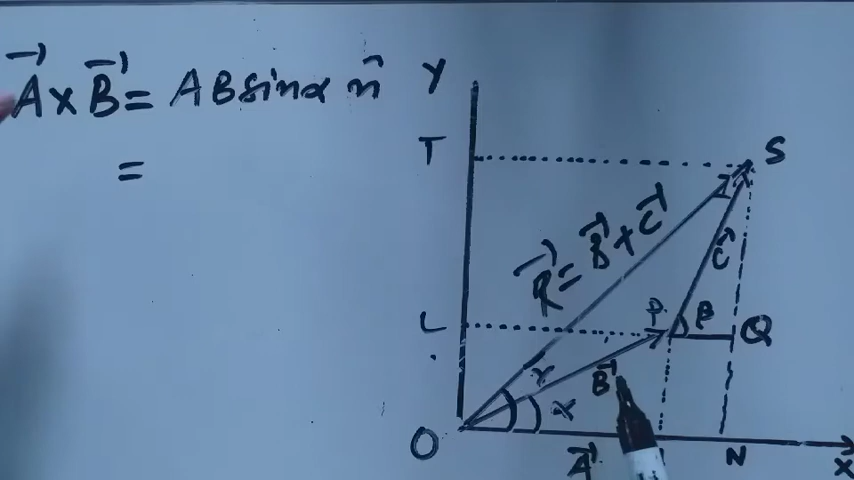 A⃗ × B⃗ = AB sinα n̂
=
Y
T
S
R⃗ = B⃗ + C⃗
C⃗
L
P
β
Q
γ
B⃗
α
O
A⃗
N
X